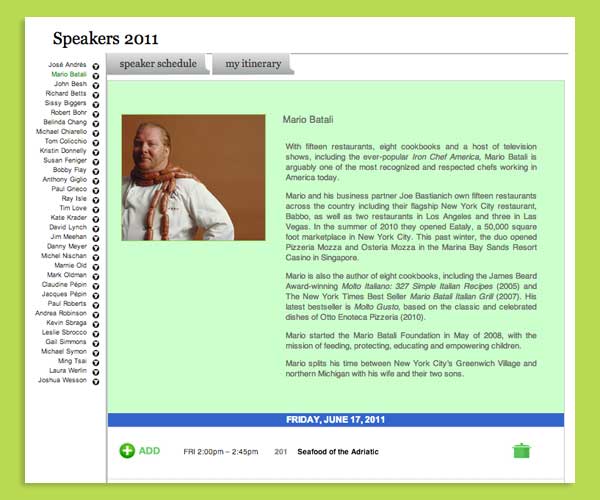 Speakers 2011
speaker schedule
my itinerary
José Andrés
Mario Batali
John Besh
Richard Betts
Sissy Biggers
Robert Bohr
Belinda Chang
Michael Chiarello
Tom Colicchio
Kristin Donnelly
Susan Feniger
Bobby Flay
Anthony Giglio
Paul Grieco
Ray Isle
Tim Love
Kate Krader
David Lynch
Jim Meehan
Danny Meyer
Michel Nischan
Marnie Old
Mark Oldman
Claudine Pépin
Jacques Pépin
Paul Roberts
Andrea Robinson
Kevin Sbraga
Leslie Sbrocco
Gail Simmons
Michael Symon
Ming Tsai
Laura Werlin
Joshua Wesson
Mario Batali
With fifteen restaurants, eight cookbooks and a host of television
shows, including the ever-popular Iron Chef America, Mario Batali is
arguably one of the most recognized and respected chefs working in
America today.
Mario and his business partner Joe Bastianich own fifteen restaurants
across the country including their flagship New York City restaurant,
Babbo, as well as two restaurants in Los Angeles and three in Las
Vegas. In the summer of 2010 they opened Eataly, a 50,000 square
foot marketplace in New York City. This past winter, the duo opened
Pizzeria Mozza and Osteria Mozza in the Marina Bay Sands Resort
Casino in Singapore.
Mario is also the author of eight cookbooks, including the James Beard
Award-winning Molto Italiano: 327 Simple Italian Recipes (2005) and
The New York Times Best Seller Mario Batali Italian Grill (2007). His
latest bestseller is Molto Gusto, based on the classic and celebrated
dishes of Otto Enoteca Pizzeria (2010).
Mario started the Mario Batali Foundation in May of 2008, with the
mission of feeding, protecting, educating and empowering children.
Mario splits his time between New York City's Greenwich Village and
northern Michigan with his wife and their two sons.
FRIDAY, JUNE 17, 2011
ADD FRI 2:00pm – 2:45pm 201 Seafood of the Adriatic